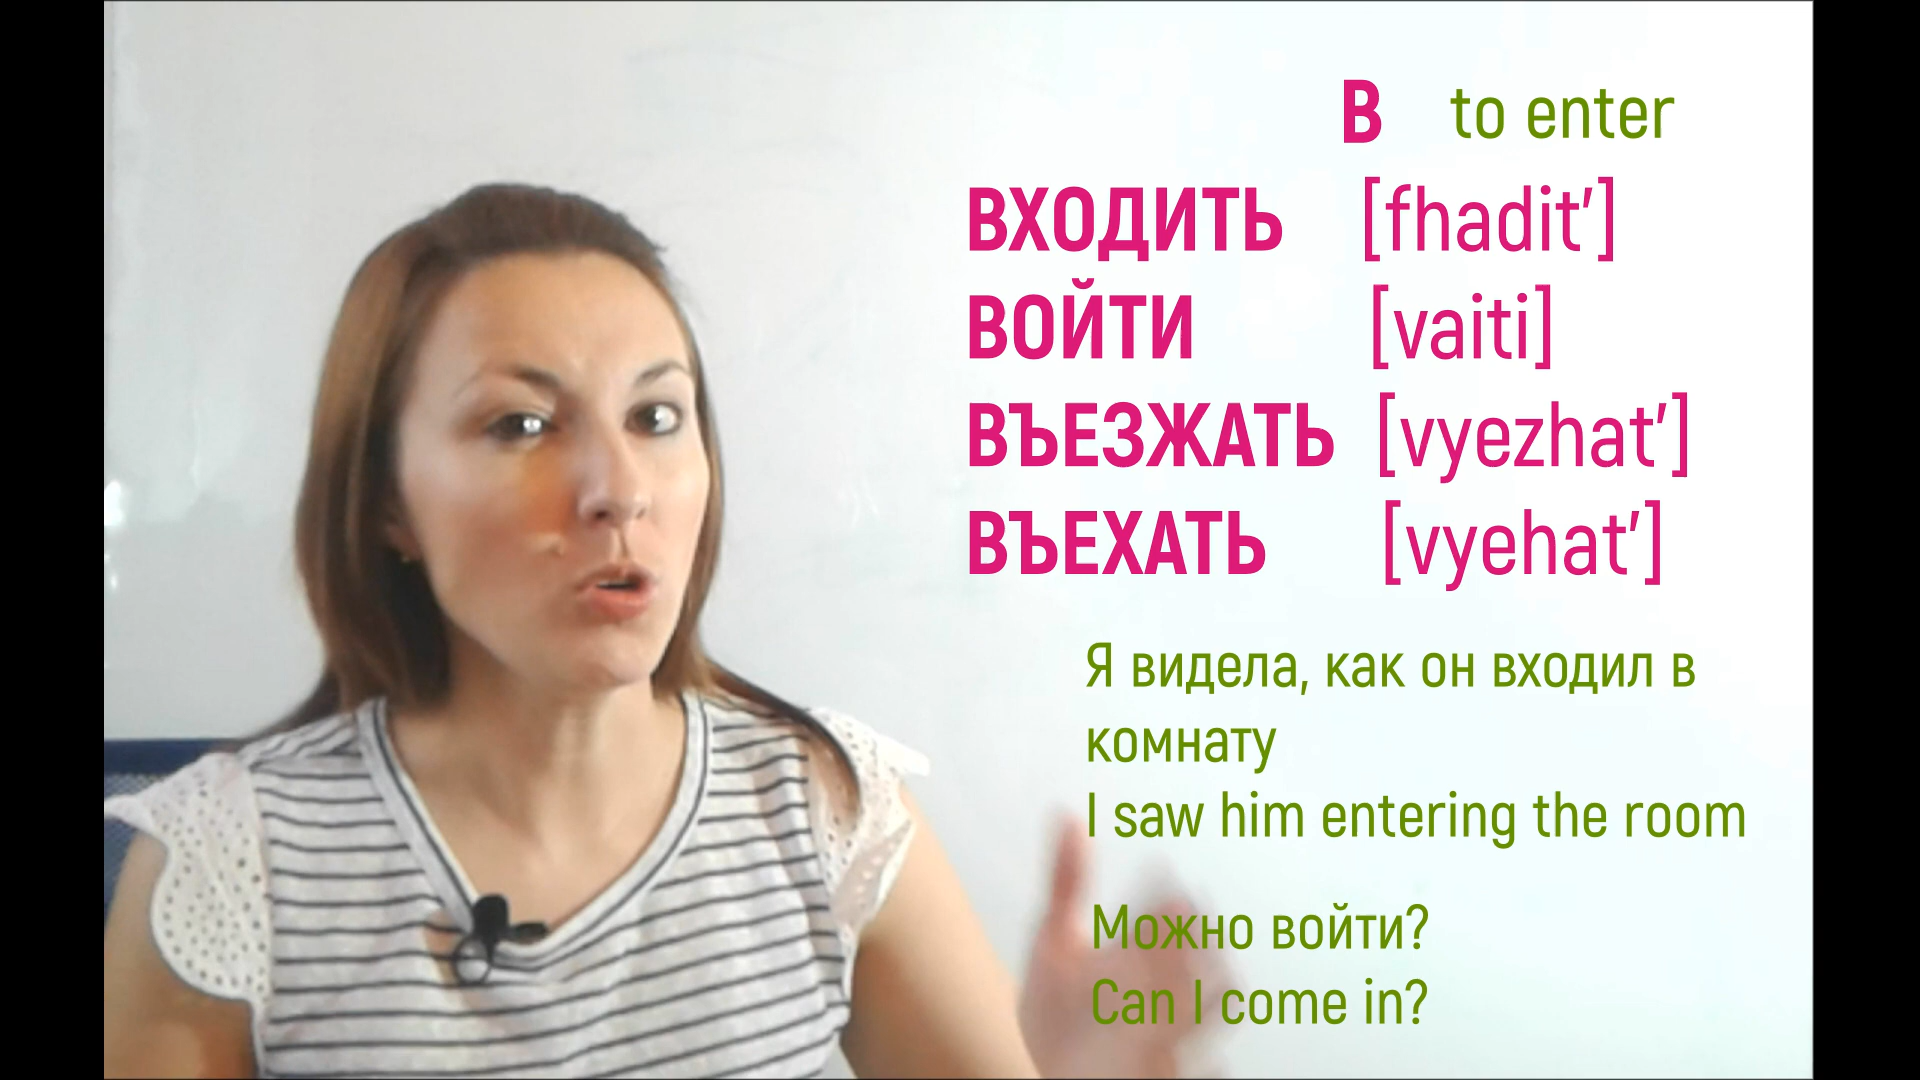 В to enter
ВХОДИТЬ [fhadit’]
ВОЙТИ [vaiti]
ВЪЕЗЖАТЬ [vyezhat’]
ВЪЕХАТЬ [vyehat’]
Я видела, как он входил в
комнату
I saw him entering the room
Можно войти?
Can I come in?